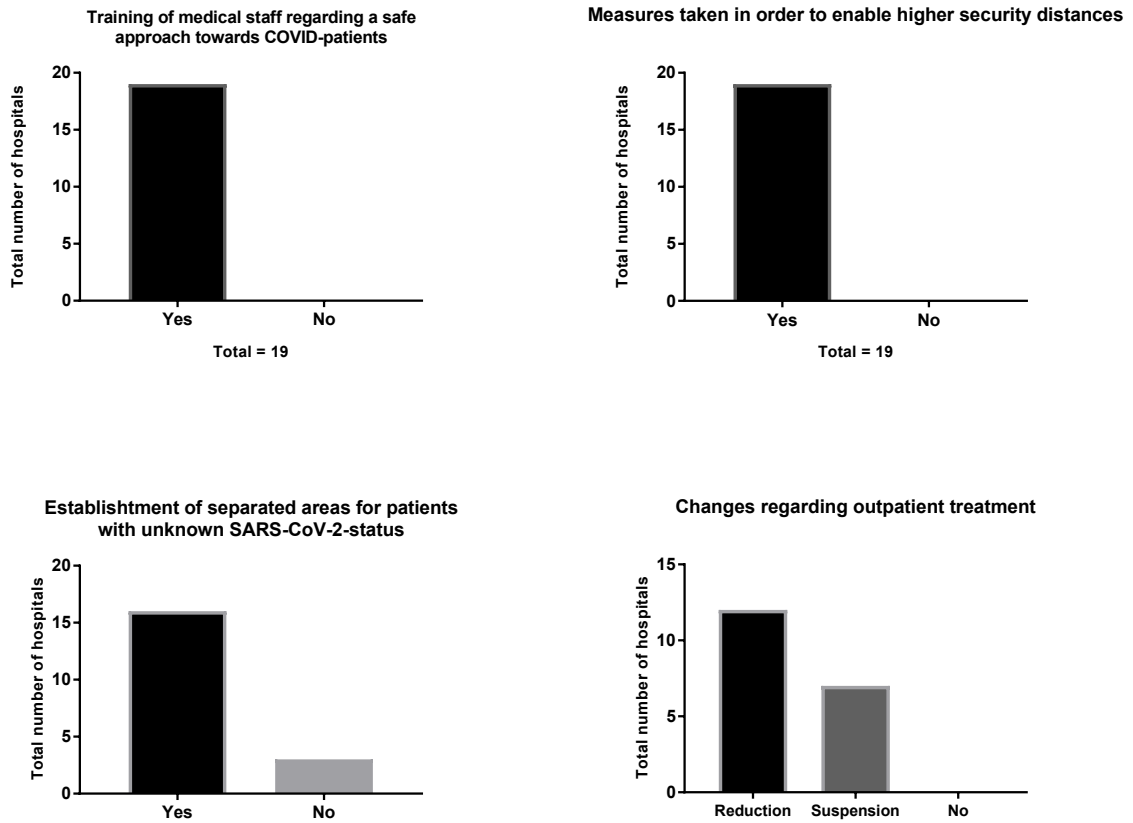 Training of medical staff regarding a safe
approach towards COVID-patients
Total number of hospitals
20
15
10
5
0
Yes No
Total = 19
Measures taken in order to enable higher security distances
Total number of hospitals
20
15
10
5
0
Yes No
Total = 19
Establishtment of separated areas for patients
with unknown SARS-CoV-2-status
Total number of hospitals
20
15
10
5
0
Yes No
Changes regarding outpatient treatment
Total number of hospitals
15
10
5
0
Reduction Suspension No